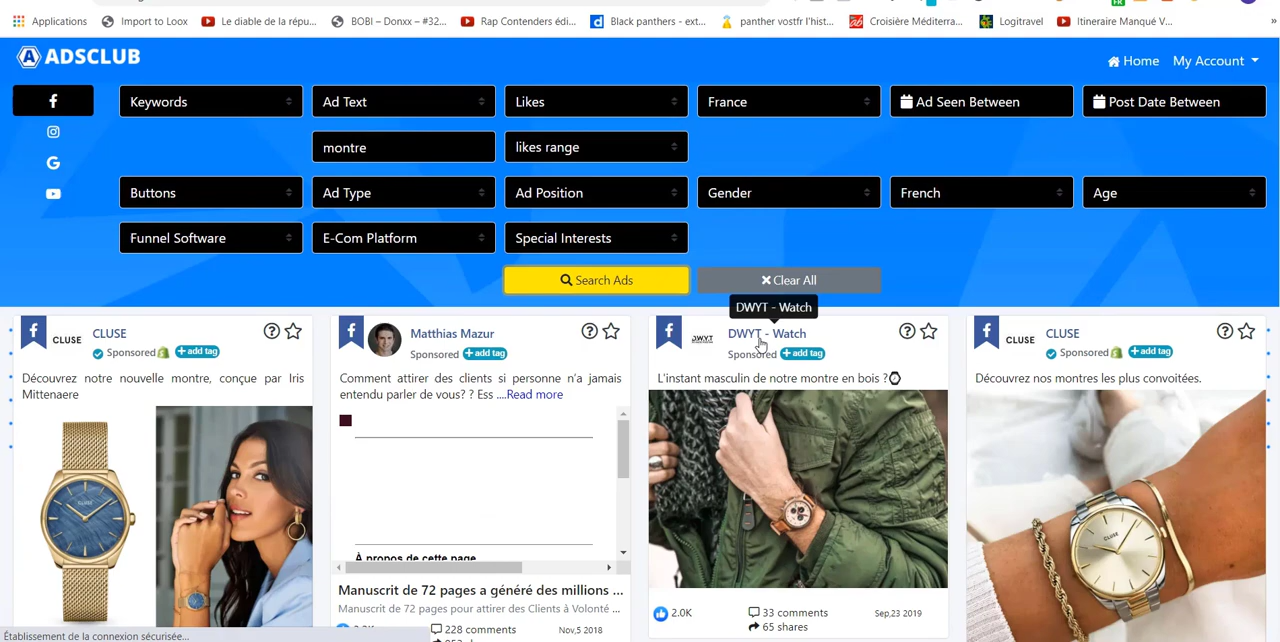 Applications Import to Loox Le diable de la répu... BOBI – Donxx – #32... Rap Contenders édi... Black panthers - ext... panther vostfr l'hist... Croisière Méditerra... Logitravel Itineraire Manqué V... »
ADSCLUB
Home My Account
Keywords Ad Text Likes France Ad Seen Between Post Date Between
montre likes range
Buttons Ad Type Ad Position Gender French Age
Funnel Software E-Com Platform Special Interests
Search Ads Clear All
DWYT - Watch
CLUSE CLUSE
Sponsored add tag
Découvrez notre nouvelle montre, conçue par Iris
Mittenaere
CLUSE
Matthias Mazur
Sponsored add tag
Comment attirer des clients si personne n'a jamais
entendu parler de vous? ? Ess ....Read more
À propos de cette page
Manuscrit de 72 pages a généré des millions ...
Manuscrit de 72 pages pour attirer des Clients à Volonté ...
228 comments Nov,5 2018
DWYT DWYT - Watch
Sponsored add tag
L'instant masculin de notre montre en bois ?
2.0K 33 comments Sep,23 2019
65 shares
CLUSE CLUSE
Sponsored add tag
Découvrez nos montres les plus convoitées.
CLUSE
Établissement de la connexion sécurisée...